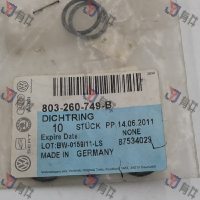 803-260-749-B
DICHTRING
10 STÜCK PP 14.06.2011
Expire Date: NONE
LOT:BW-0159/11-LS 87534023
MADE IN GERMANY